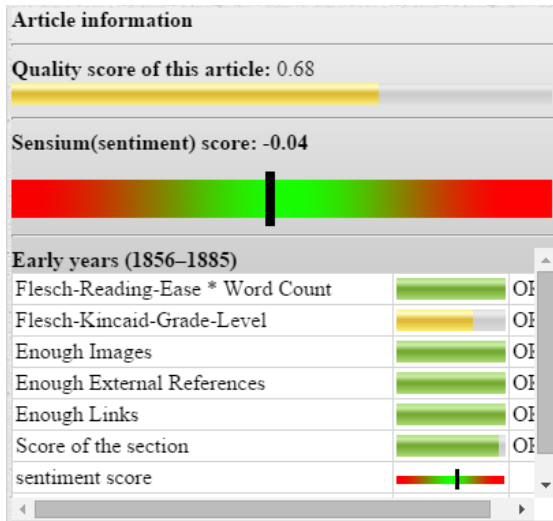 Article information
Quality score of this article: 0.68
Sensium(sentiment) score: -0.04
Early years (1856–1885)
Flesch-Reading-Ease * Word Count
Flesch-Kincaid-Grade-Level
Enough Images
Enough External References
Enough Links
Score of the section
sentiment score